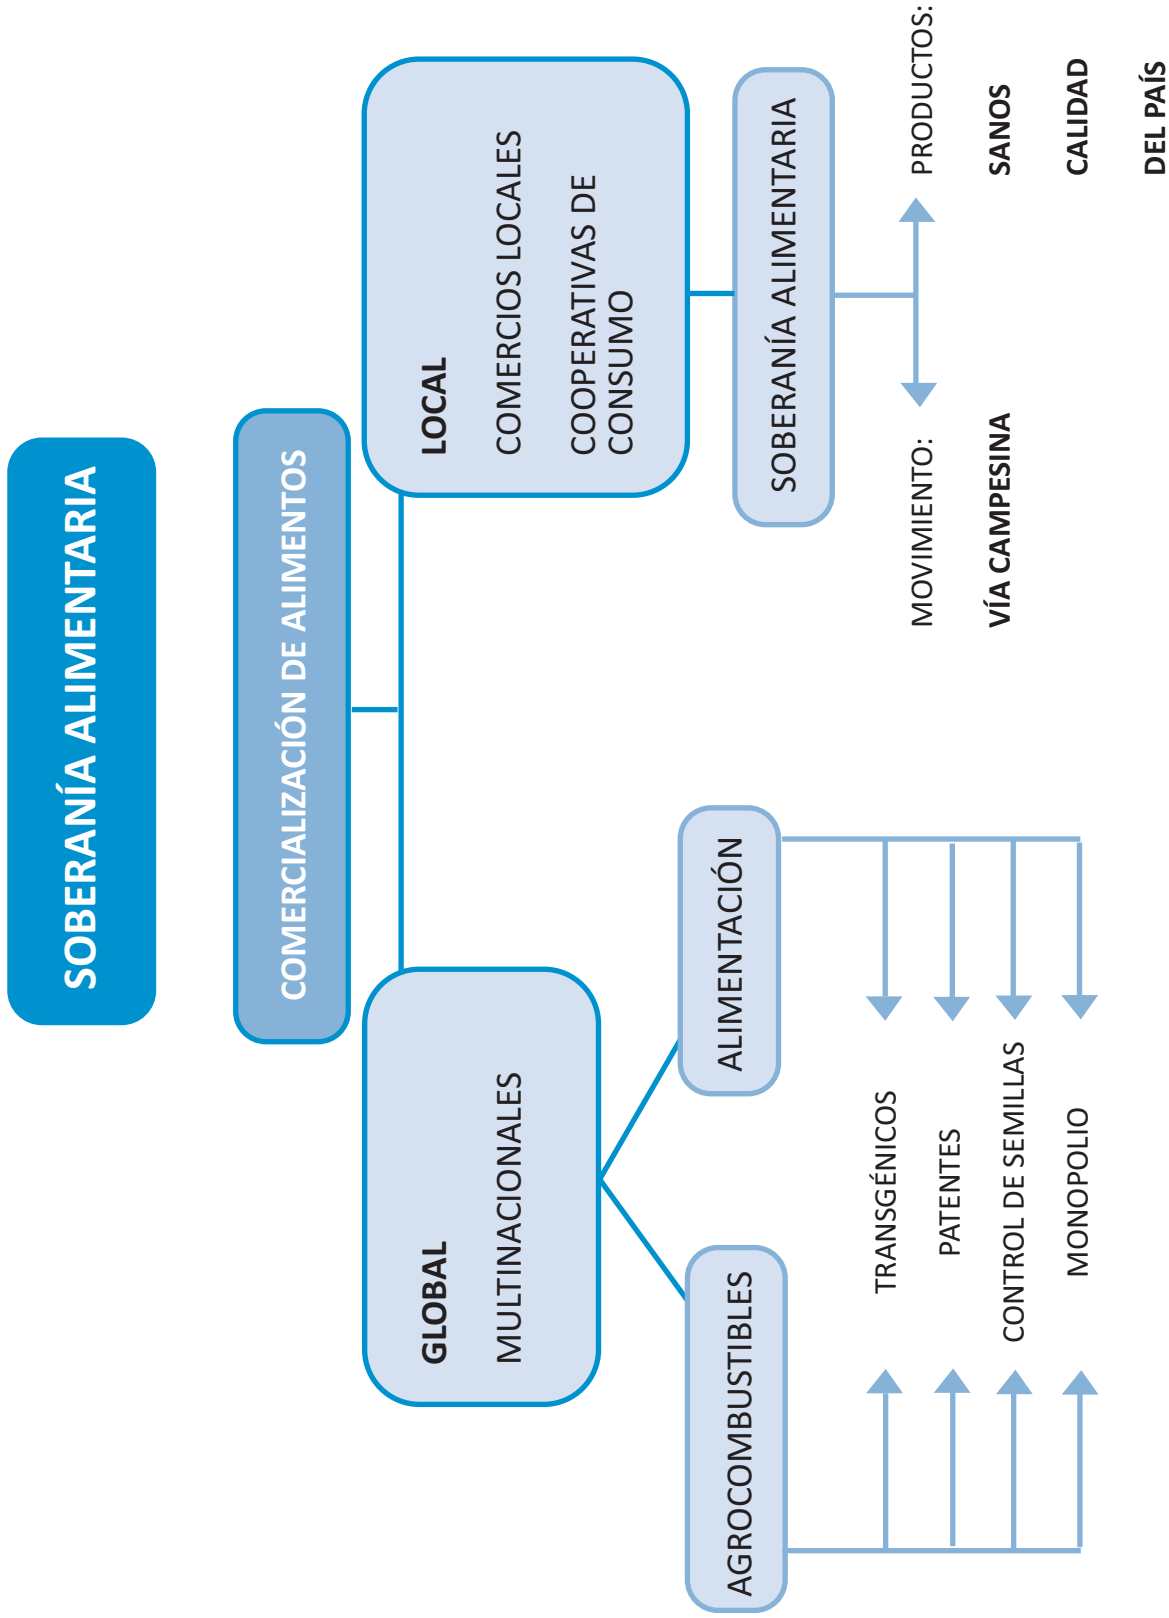 SOBERANÍA ALIMENTARIA
COMERCIALIZACIÓN DE ALIMENTOS
GLOBAL
MULTINACIONALES
LOCAL
COMERCIOS LOCALES
COOPERATIVAS DE
CONSUMO
AGROCOMBUSTIBLES
ALIMENTACIÓN
TRANSGÉNICOS
PATENTES
CONTROL DE SEMILLAS
MONOPOLIO
SOBERANÍA ALIMENTARIA
MOVIMIENTO:
VÍA CAMPESINA
PRODUCTOS:
SANOS
CALIDAD
DEL PAÍS